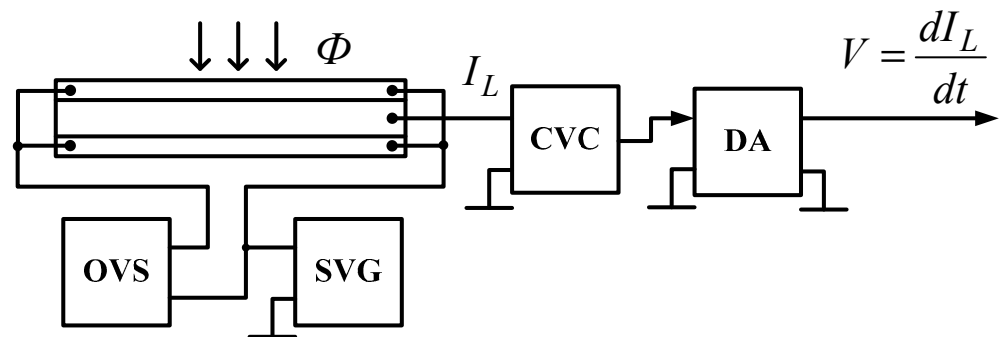 Φ
I_L
V = dI_L/dt
CVC
DA
OVS
SVG